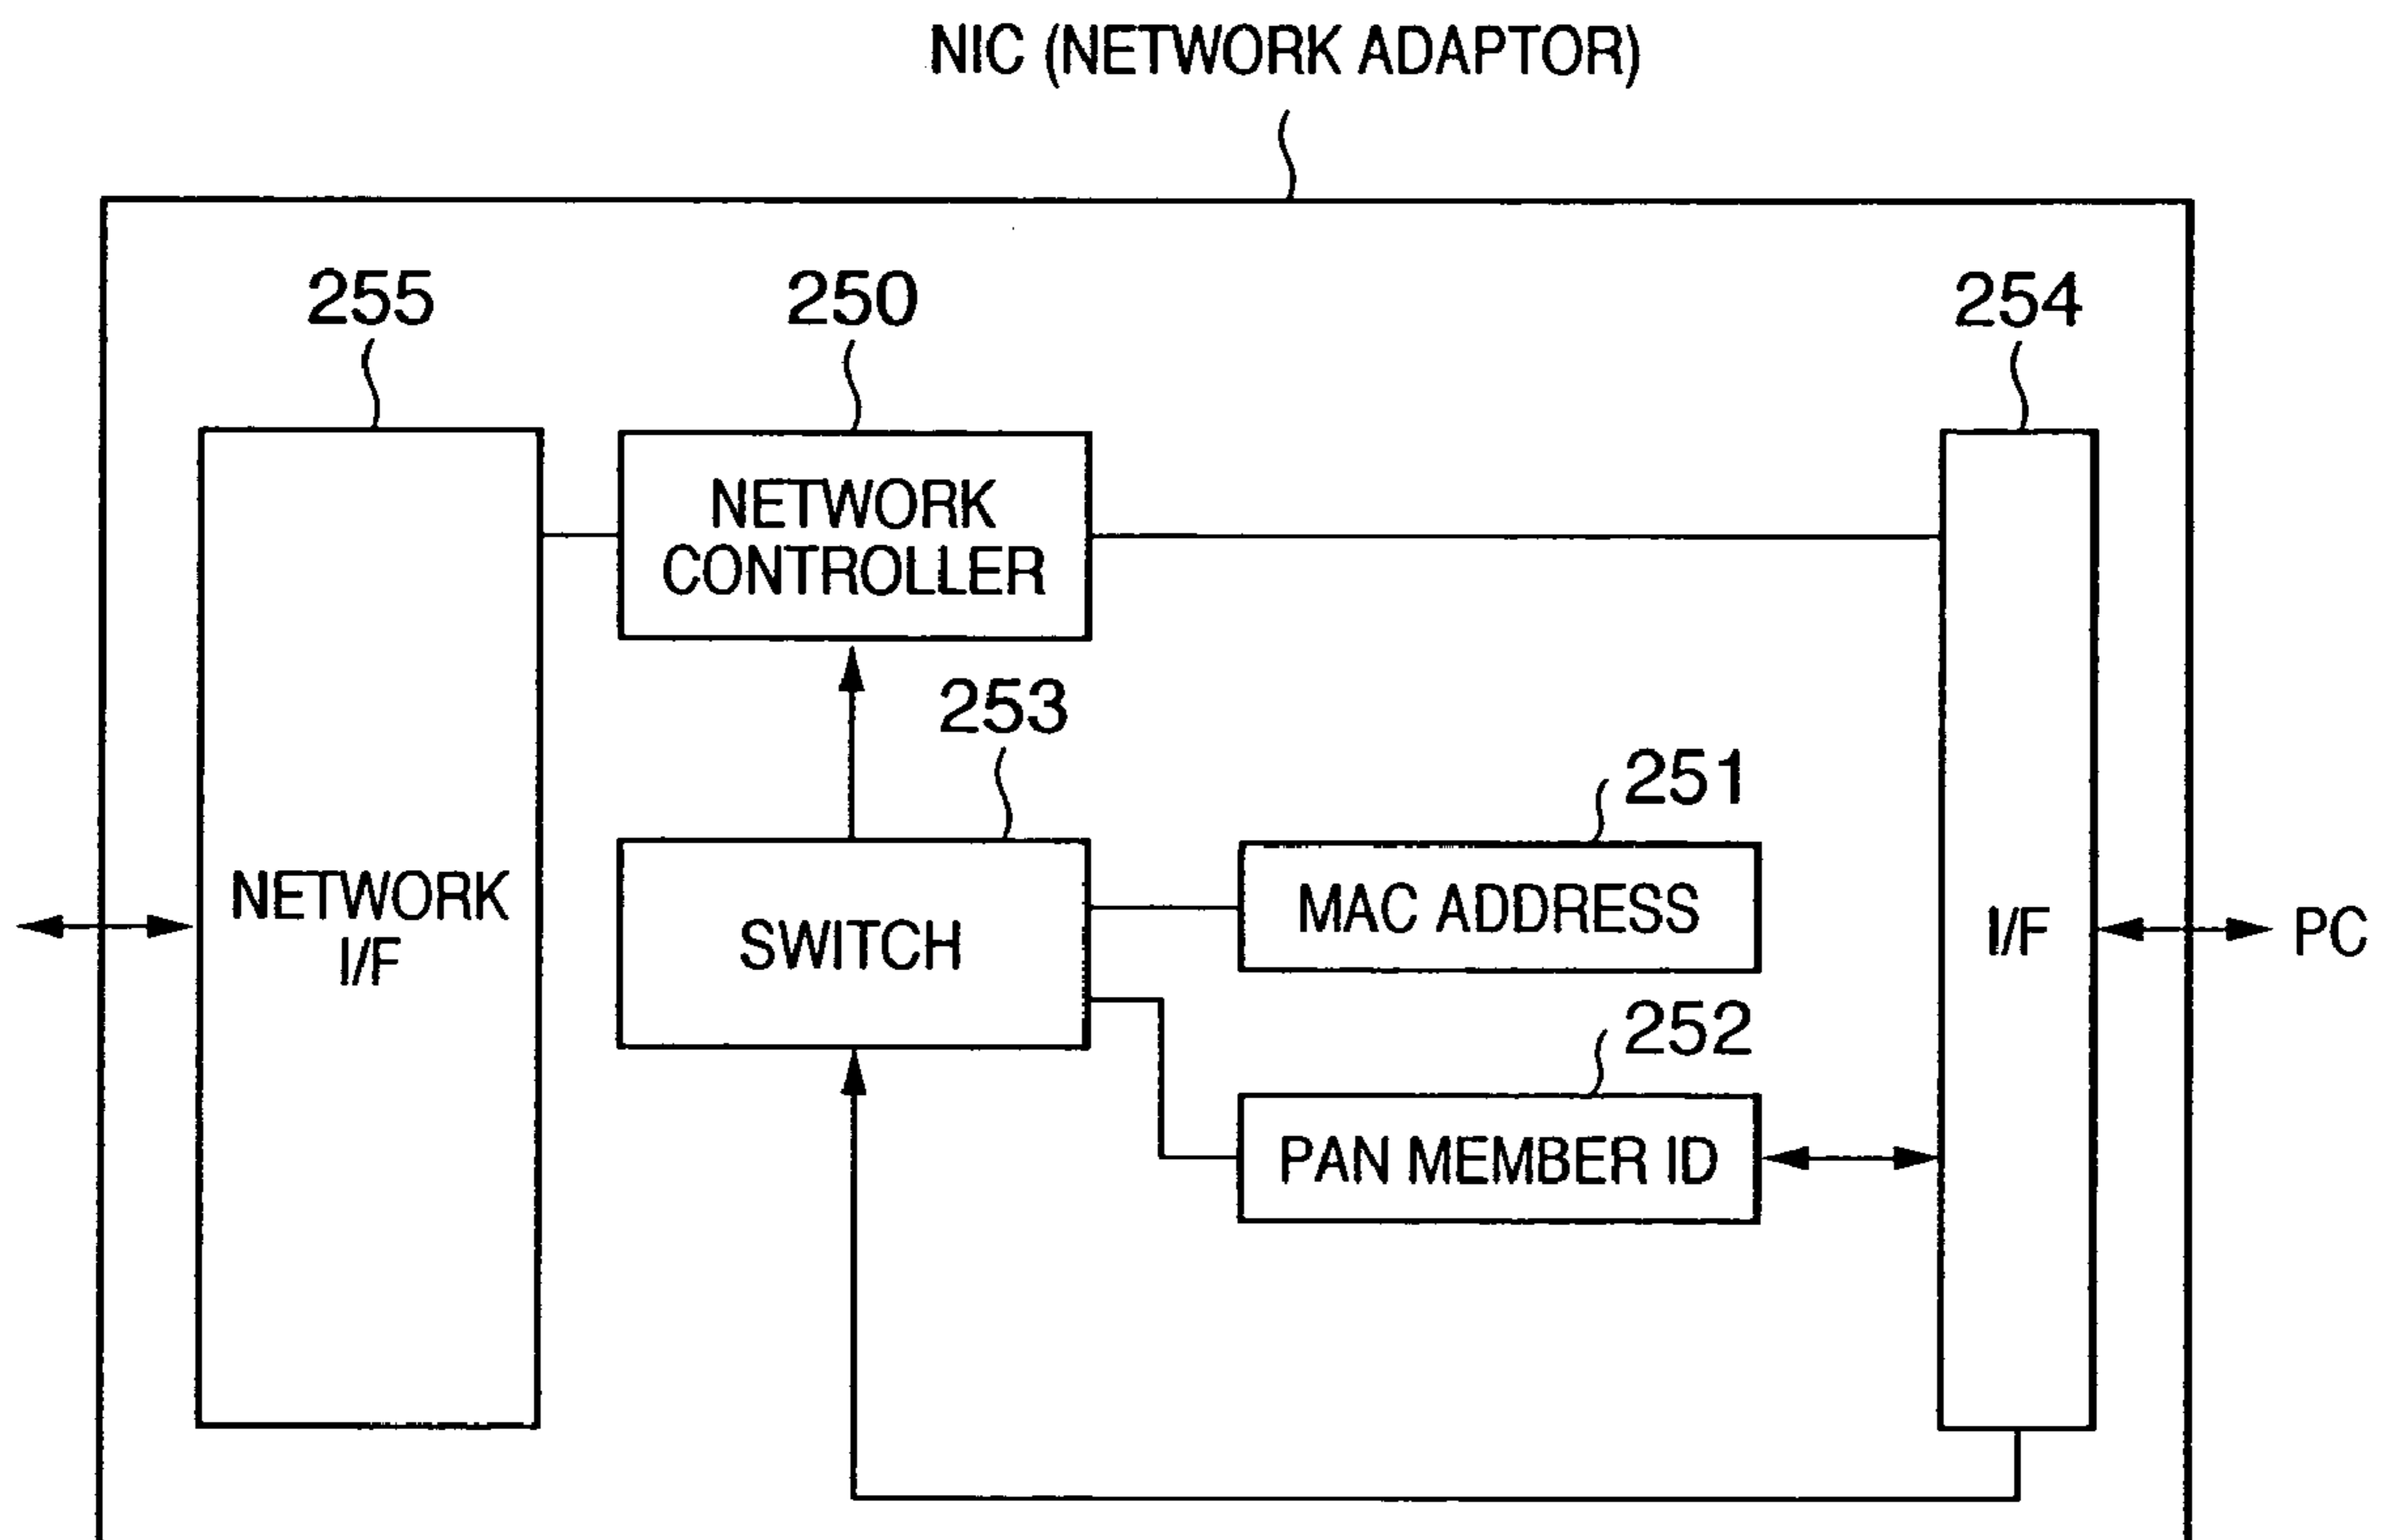 NIC (NETWORK ADAPTOR)
255
250
254
NETWORK
CONTROLLER
253
251
NETWORK
I/F
SWITCH
MAC ADDRESS
I/F
PC
252
PAN MEMBER ID